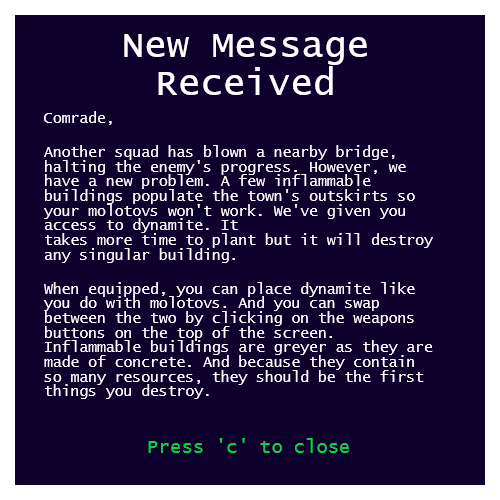 New Message
Received
Comrade,
Another squad has blown a nearby bridge,
halting the enemy's progress. However, we
have a new problem. A few inflammable
buildings populate the town's outskirts so
your molotovs won't work. We've given you
access to dynamite. It
takes more time to plant but it will destroy
any singular building.
When equipped, you can place dynamite like
you do with molotovs. And you can swap
between the two by clicking on the weapons
buttons on the top of the screen.
Inflammable buildings are greyer as they are
made of concrete. And because they contain
so many resources, they should be the first
things you destroy.
Press 'c' to close